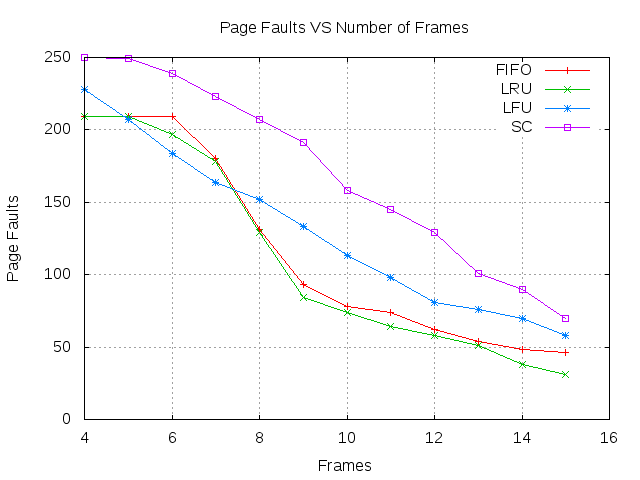 Page Faults VS Number of Frames
FIFO
LRU
LFU
SC
250
200
150
100
50
0
Page Faults
4 6 8 10 12 14 16
Frames